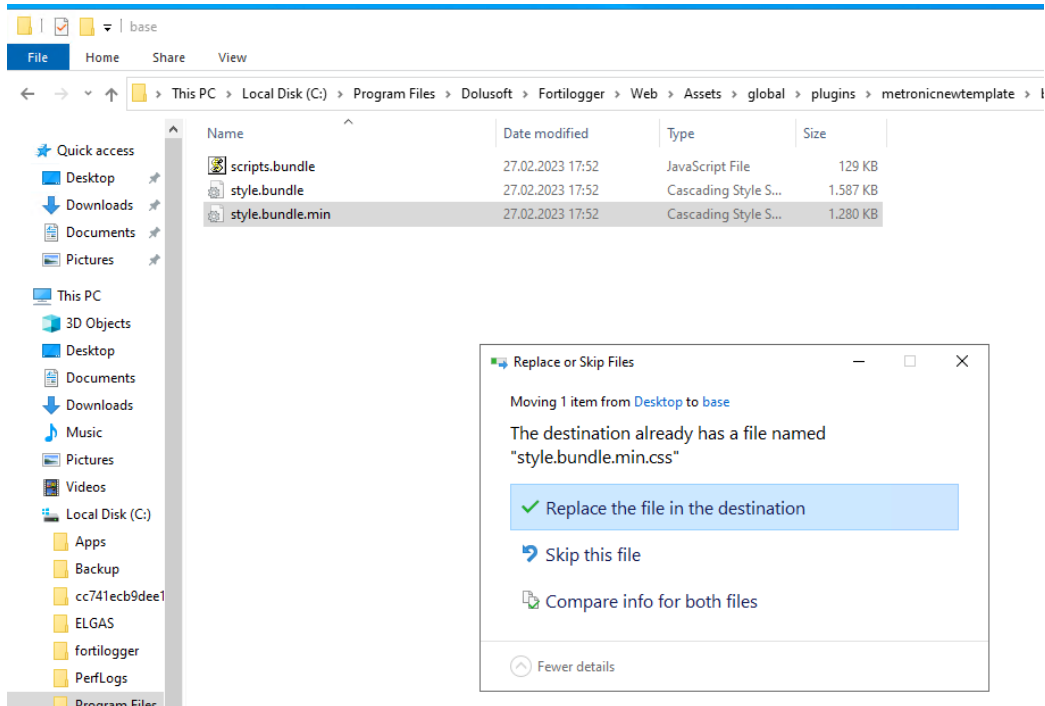 base
File Home Share View
This PC > Local Disk (C:) > Program Files > Dolusoft > Fortilogger > Web > Assets > global > plugins > metronicnewtemplate >
Name Date modified Type Size
scripts.bundle 27.02.2023 17:52 JavaScript File 129 KB
style.bundle 27.02.2023 17:52 Cascading Style S... 1.587 KB
style.bundle.min 27.02.2023 17:52 Cascading Style S... 1.280 KB
Quick access
Desktop
Downloads
Documents
Pictures
This PC
3D Objects
Desktop
Documents
Downloads
Music
Pictures
Videos
Local Disk (C:)
Apps
Backup
cc741ecb9dee1
ELGAS
fortilogger
PerfLogs
Program Files
Replace or Skip Files
Moving 1 item from Desktop to base
The destination already has a file named
"style.bundle.min.css"
Replace the file in the destination
Skip this file
Compare info for both files
Fewer details